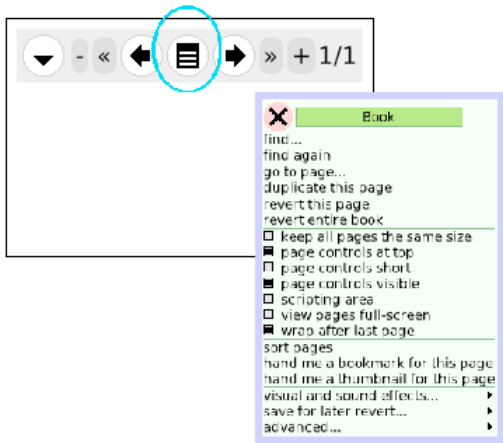 - « » + 1/1
Book
find...
find again
go to page...
duplicate this page
revert this page
revert entire book
keep all pages the same size
page controls at top
page controls short
page controls visible
scripting area
view pages full-screen
wrap after last page
sort pages
hand me a bookmark for this page
hand me a thumbnail for this page
visual and sound effects...
save for later revert...
advanced...